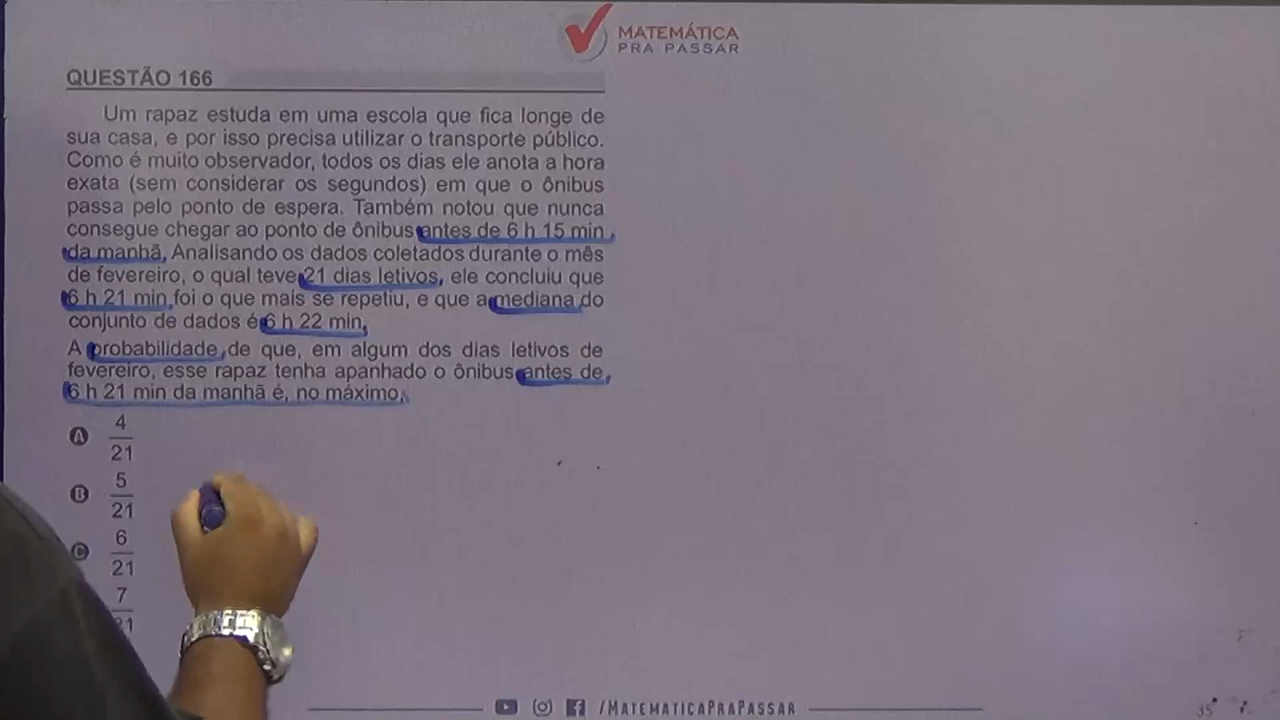 MATEMÁTICA
PRA PASSAR
QUESTÃO 166
Um rapaz estuda em uma escola que fica longe de
sua casa, e por isso precisa utilizar o transporte público.
Como é muito observador, todos os dias ele anota a hora
exata (sem considerar os segundos) em que o ônibus
passa pelo ponto de espera. Também notou que nunca
consegue chegar ao ponto de ônibus antes de 6 h 15 min
da manhã. Analisando os dados coletados durante o mês
de fevereiro, o qual teve 21 dias letivos, ele concluiu que
6 h 21 min foi o que mais se repetiu, e que a mediana do
conjunto de dados é 6 h 22 min.
A probabilidade de que, em algum dos dias letivos de
fevereiro, esse rapaz tenha apanhado o ônibus antes de
6 h 21 min da manhã é, no máximo,
A 4
21
B 5
21
C 6
21
7
21
/MATEMATICAPRAPASSAR
35